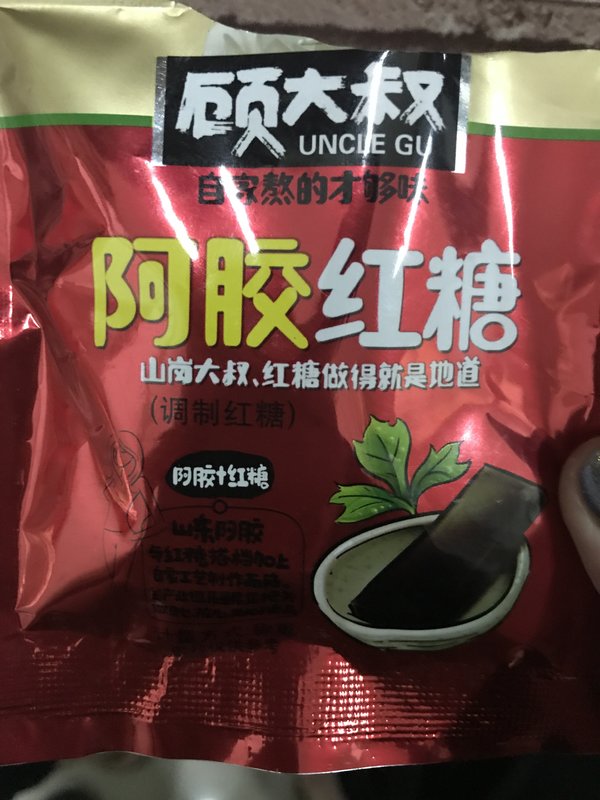 顾大叔
UNCLE GU
自家熬的才够味
阿胶红糖
山岗大叔、红糖做得就是地道
(调制红糖)
阿胶+红糖
山东阿胶
与红糖搭档加上